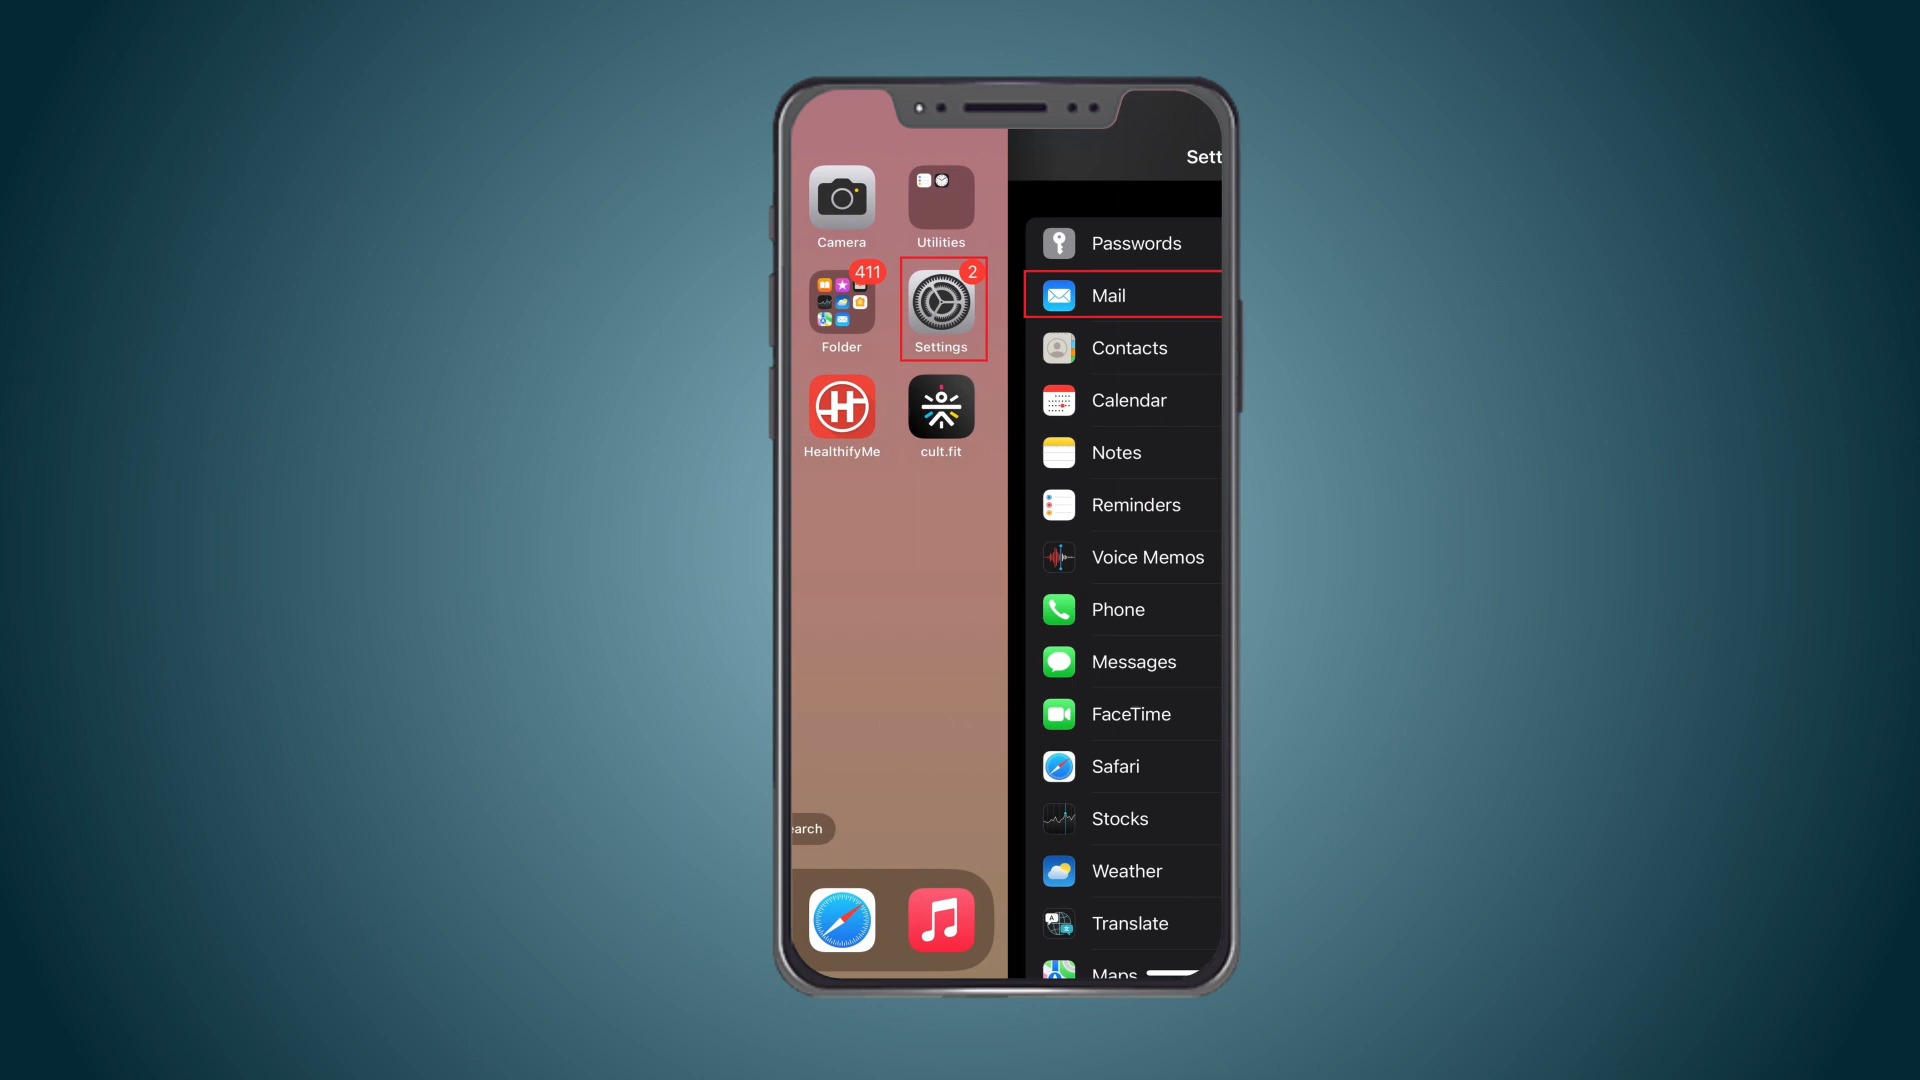 Camera
Utilities
411
Folder
2
Settings
HealthifyMe
cult.fit
earch
Sett
Passwords
Mail
Contacts
Calendar
Notes
Reminders
Voice Memos
Phone
Messages
FaceTime
Safari
Stocks
Weather
Translate
Maps